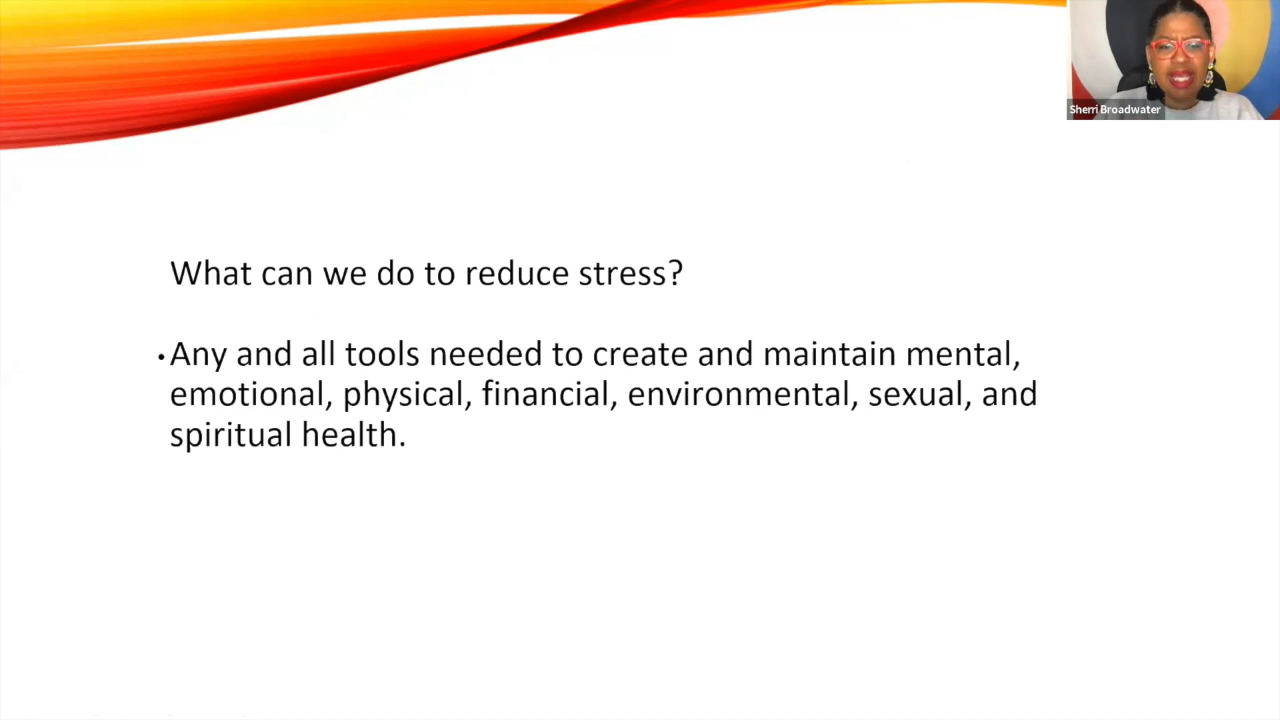 Sherri Broadwater
What can we do to reduce stress?
• Any and all tools needed to create and maintain mental,
emotional, physical, financial, environmental, sexual, and
spiritual health.